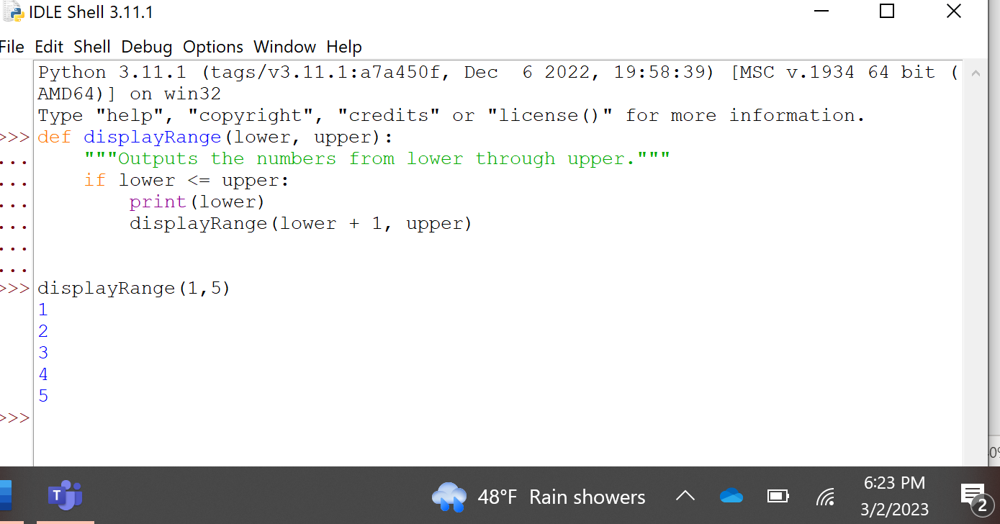 IDLE Shell 3.11.1
File Edit Shell Debug Options Window Help
Python 3.11.1 (tags/v3.11.1:a7a450f, Dec  6 2022, 19:58:39) [MSC v.1934 64 bit (
AMD64)] on win32
Type "help", "copyright", "credits" or "license()" for more information.
>>> def displayRange(lower, upper):
...     """Outputs the numbers from lower through upper."""
...     if lower <= upper:
...         print(lower)
...         displayRange(lower + 1, upper)
...
...
>>> displayRange(1,5)
1
2
3
4
5
>>>
T
48°F Rain showers
6:23 PM
3/2/2023
2